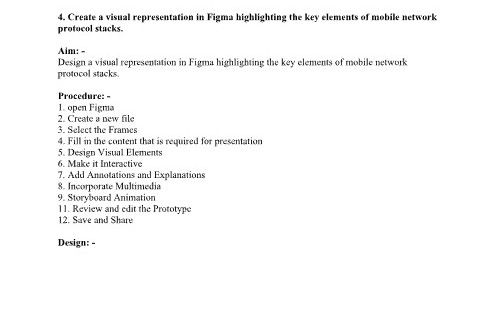 4. Create a visual representation in Figma highlighting the key elements of mobile network
protocol stacks.
Aim: -
Design a visual representation in Figma highlighting the key elements of mobile network
protocol stacks.
Procedure: -
1. open Figma
2. Create a new file
3. Select the Frames
4. Fill in the content that is required for presentation
5. Design Visual Elements
6. Make it Interactive
7. Add Annotations and Explanations
8. Incorporate Multimedia
9. Storyboard Animation
11. Review and edit the Prototype
12. Save and Share
Design: -